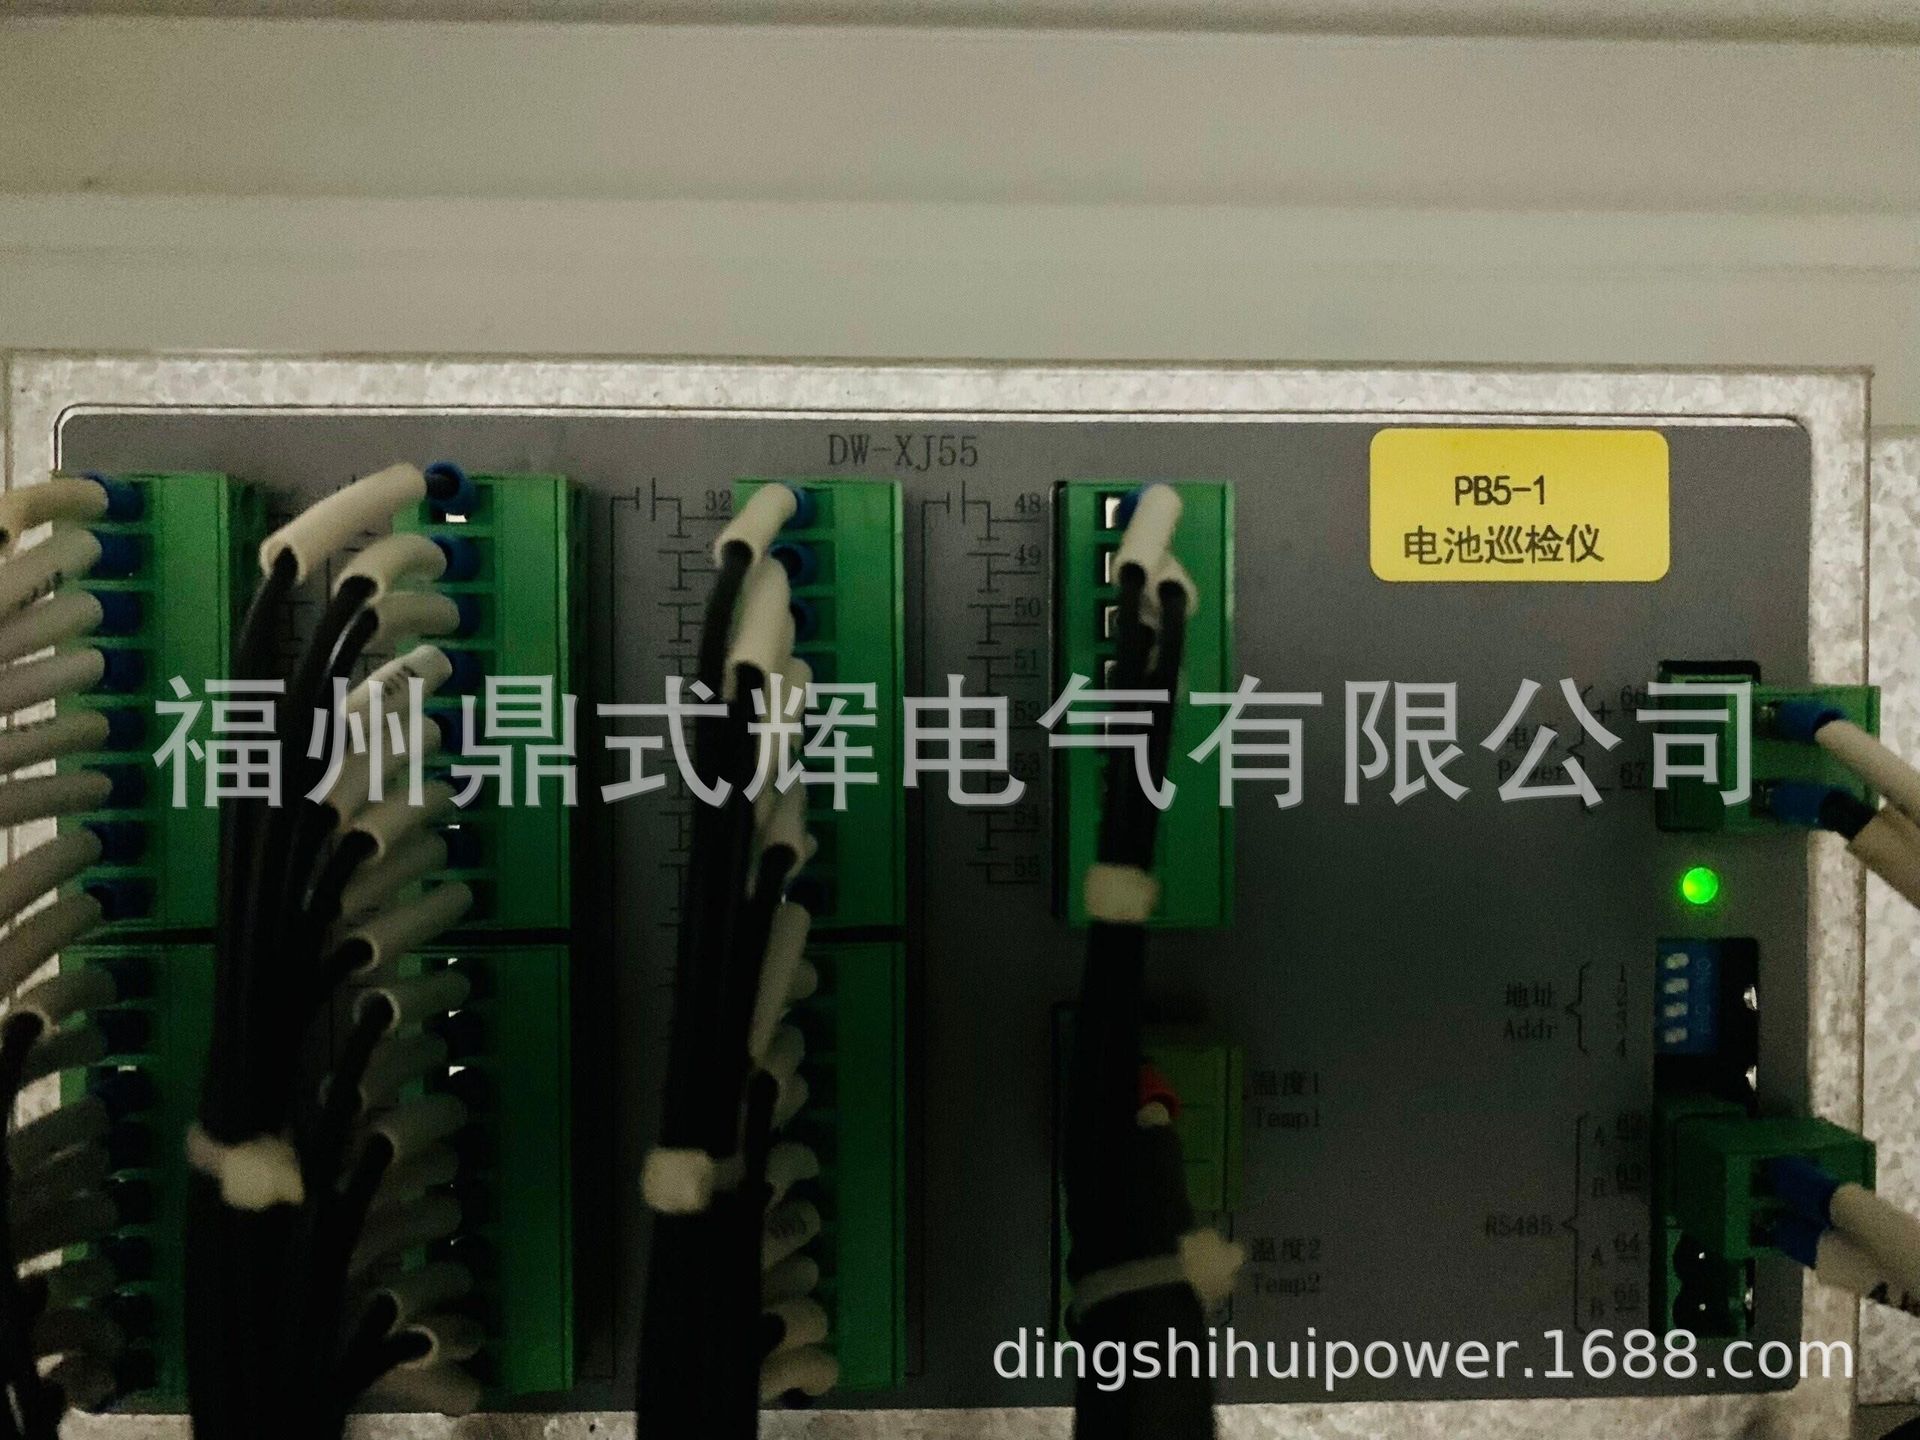 DW-XJ55
PB5-1
电池巡检仪
32
48
49
50
51
52
53
54
55
66
+
电源
Power
67
-
福州鼎式辉电气有限公司
地址
Addr
1
2
3
4
温度1
Temp1
温度2
Temp2
RS485
A 62
B 63
A 64
B 65
dingshihuipower.1688.com